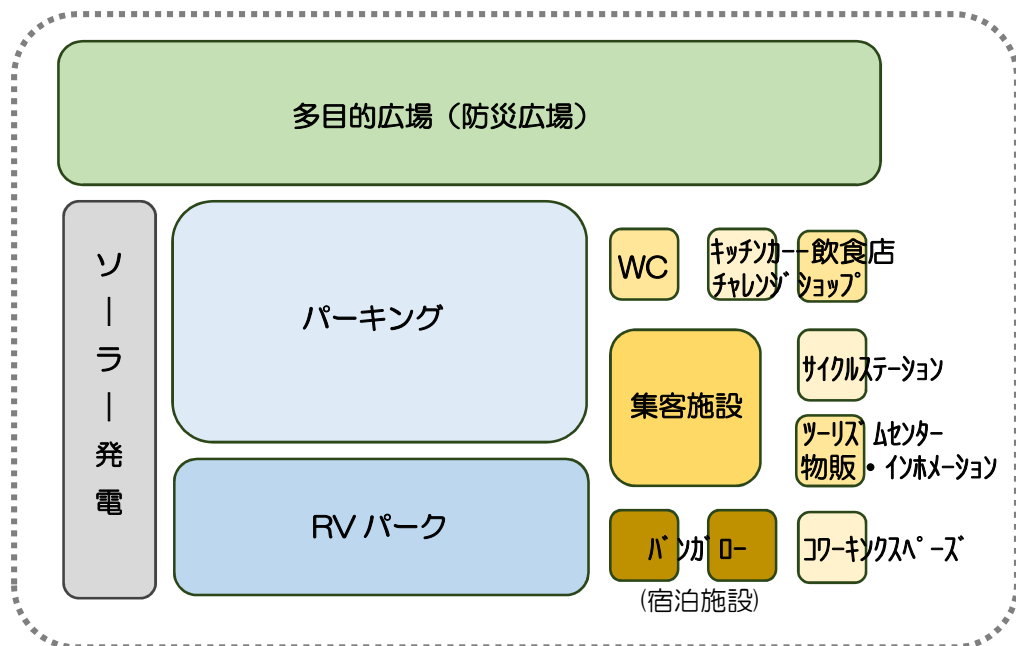 多目的広場（防災広場）
ソーラー発電
パーキング
WC
ｷｯﾁﾝｶｰｰ飲食店
ﾁｬﾚﾝｼﾞｼｮｯﾌﾟ
集客施設
ｻｲｸﾙｽﾃｰｼｮﾝ
ﾂｰﾘｽﾞﾑｾﾝﾀｰ
物販・ｲﾝﾎﾒｰｼｮﾝ
RVパーク
ﾊﾞﾝｶﾞﾛｰ
(宿泊施設)
ｺﾜｰｷﾝｸｽﾍﾟｰｽﾞ